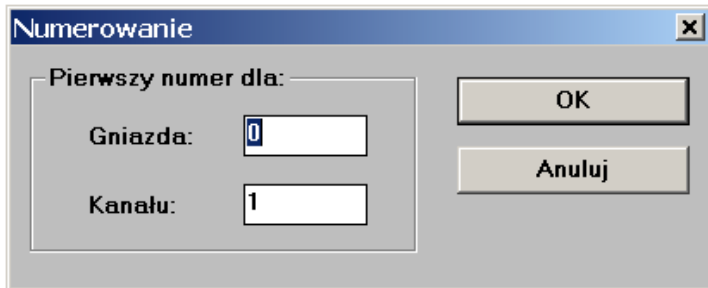 Numerowanie
Pierwszy numer dla:
Gniazda: 0
Kanału: 1
OK
Anuluj